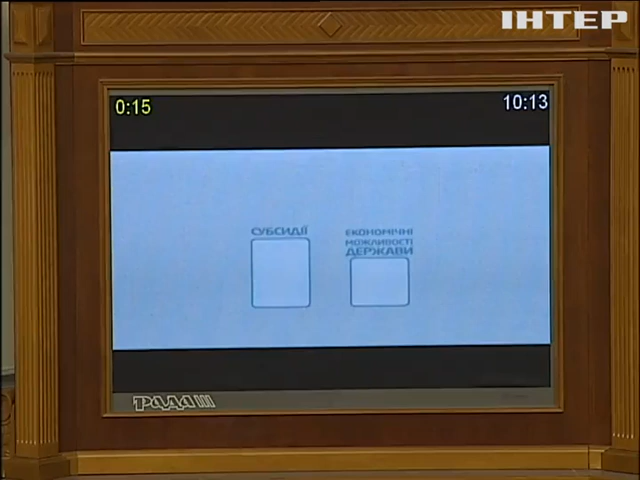 ІНТЕР
0:15
10:13
СУБСИДІЇ
ЕКОНОМІЧНІ
МОЖЛИВОСТІ
ДЕРЖАВИ
РАДА